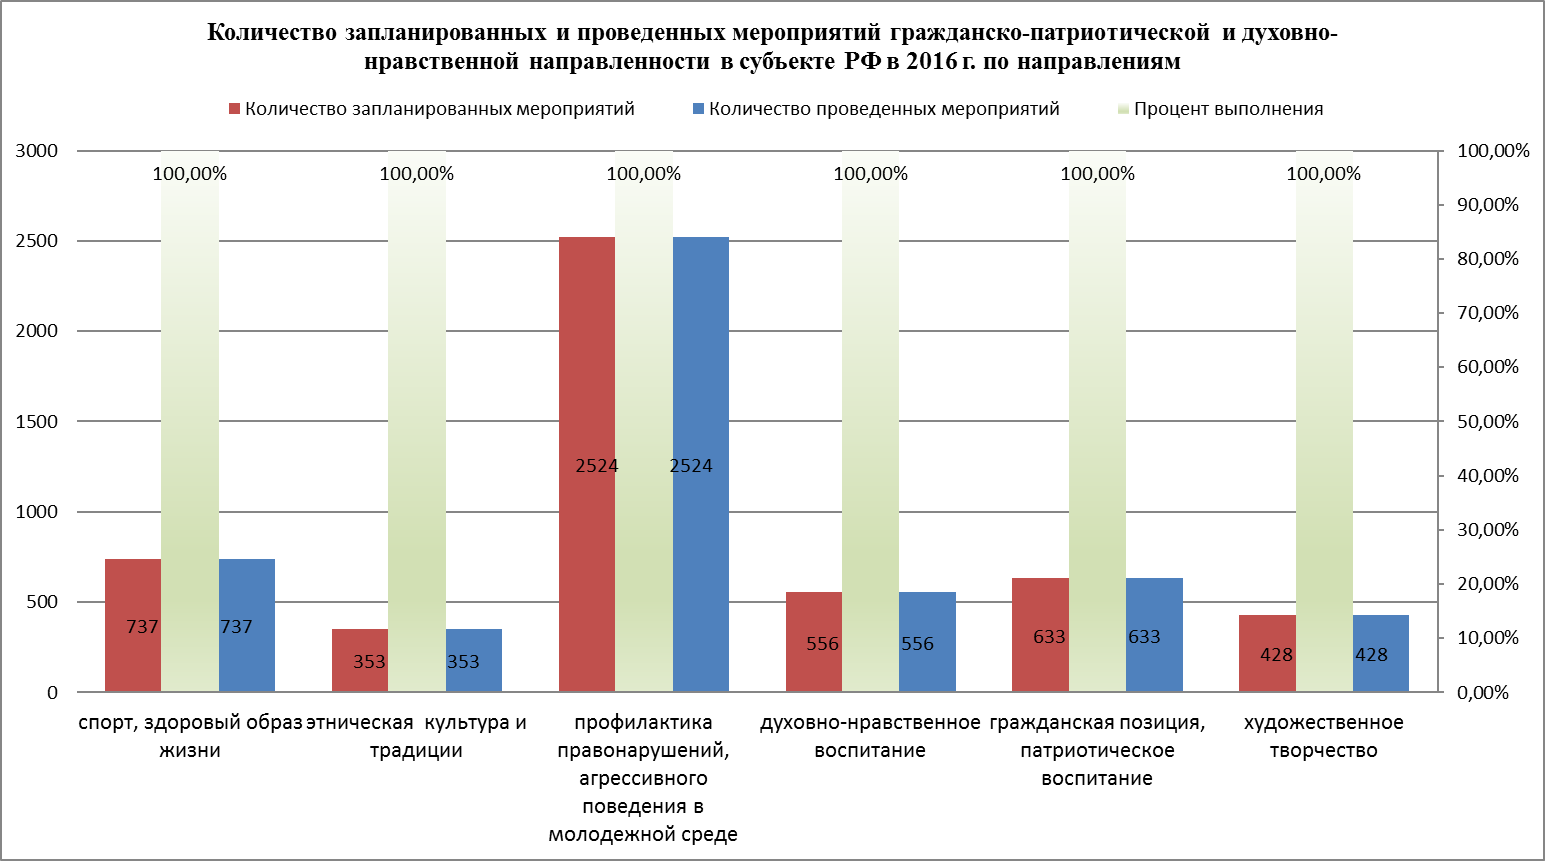 Количество запланированных и проведенных мероприятий гражданско-патриотической и духовно-
нравственной направленности в субъекте РФ в 2016 г. по направлениям
Количество запланированных мероприятий
Количество проведенных мероприятий
Процент выполнения
3000
2500
2000
1500
1000
500
0
100,00%
90,00%
80,00%
70,00%
60,00%
50,00%
40,00%
30,00%
20,00%
10,00%
0,00%
100,00%
100,00%
100,00%
100,00%
100,00%
100,00%
737
737
353
353
2524
2524
556
556
633
633
428
428
спорт, здоровый образ
жизни
этническая культура и
традиции
профилактика
правонарушений,
агрессивного
поведения в
молодежной среде
духовно-нравственное
воспитание
гражданская позиция,
патриотическое
воспитание
художественное
творчество